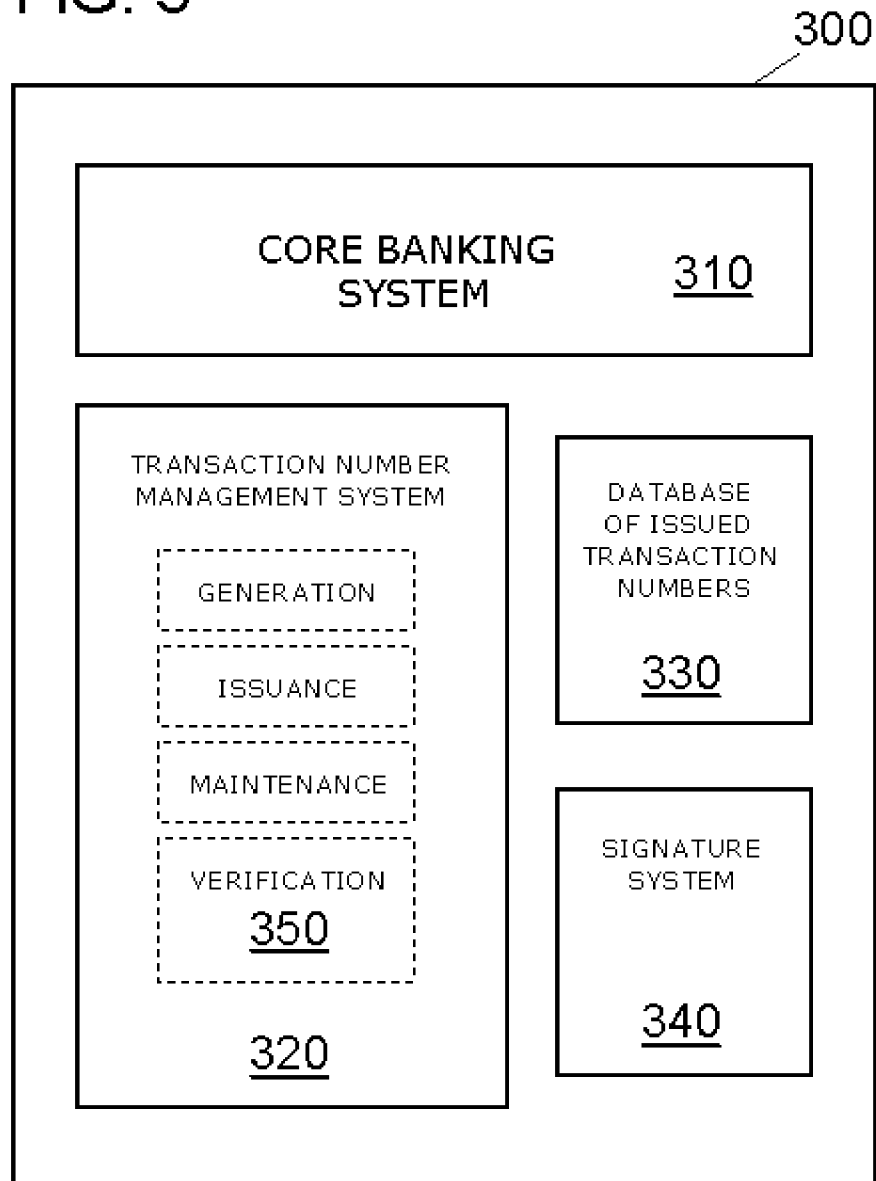 300
CORE BANKING
SYSTEM
310
TRANSACTION NUMBER
MANAGEMENT SYSTEM
GENERATION
ISSUANCE
MAINTENANCE
VERIFICATION
350
320
DATABASE
OF ISSUED
TRANSACTION
NUMBERS
330
SIGNATURE
SYSTEM
340